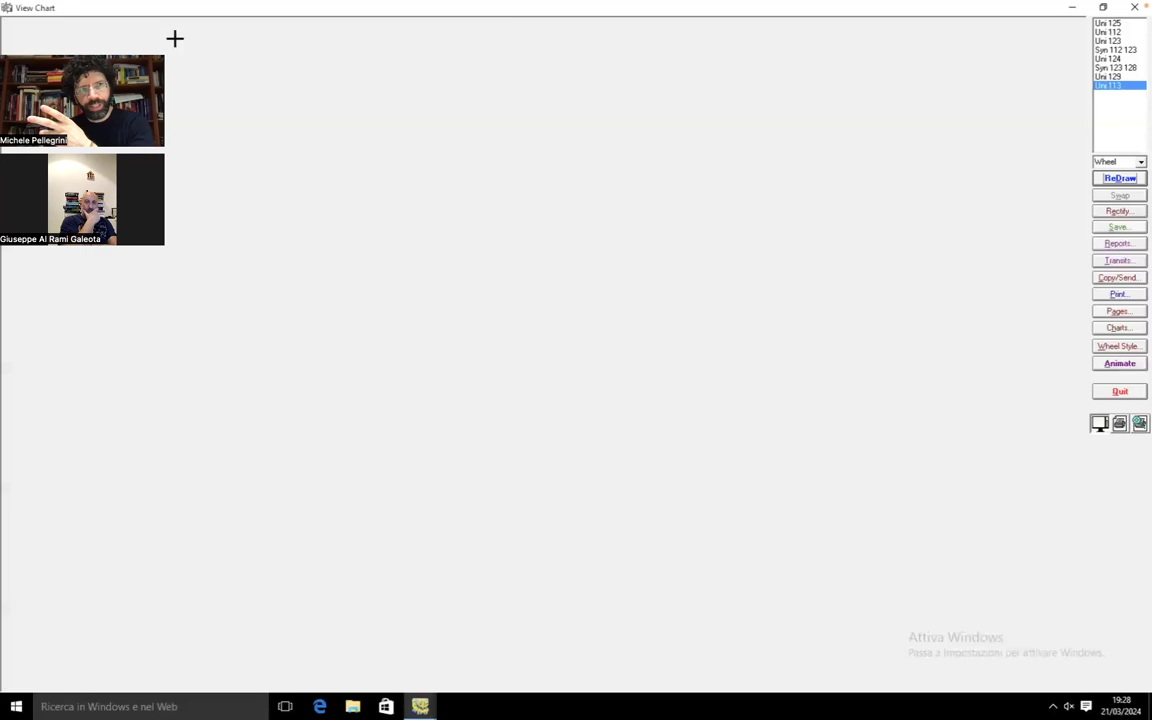 View Chart
Uni 125
Uni 112
Uni 123
Syn 112 123
Uni 124
Syn 123 128
Uni 129
Uni 113
Michele Pellegrini
Giuseppe Al Rami Galeota
Wheel
ReDraw
Swap
Rectify...
Save...
Reports...
Transits...
Copy/Send...
Print...
Pages...
Charts...
Wheel Style...
Animate
Quit
Attiva Windows
Passa a Impostazioni per attivare Windows.
Ricerca in Windows e nel Web
19:28
21/03/2024